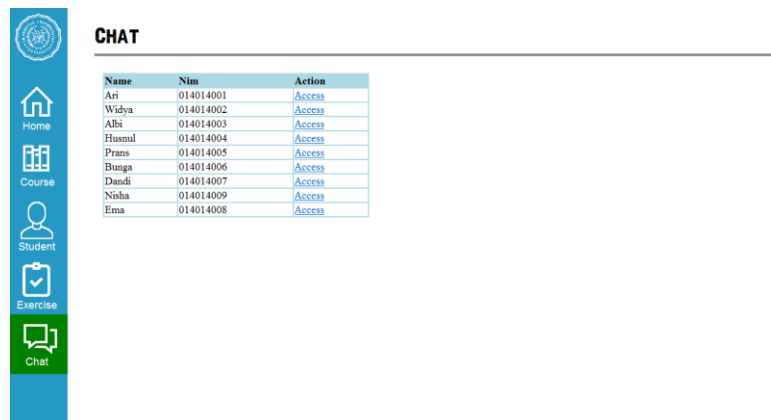 CHAT
Name Nim Action
Ari 014014001 Access
Widya 014014002 Access
Albi 014014003 Access
Husnul 014014004 Access
Prans 014014005 Access
Bunga 014014006 Access
Dandi 014014007 Access
Nisha 014014009 Access
Ema 014014008 Access
Home
Course
Student
Exercise
Chat